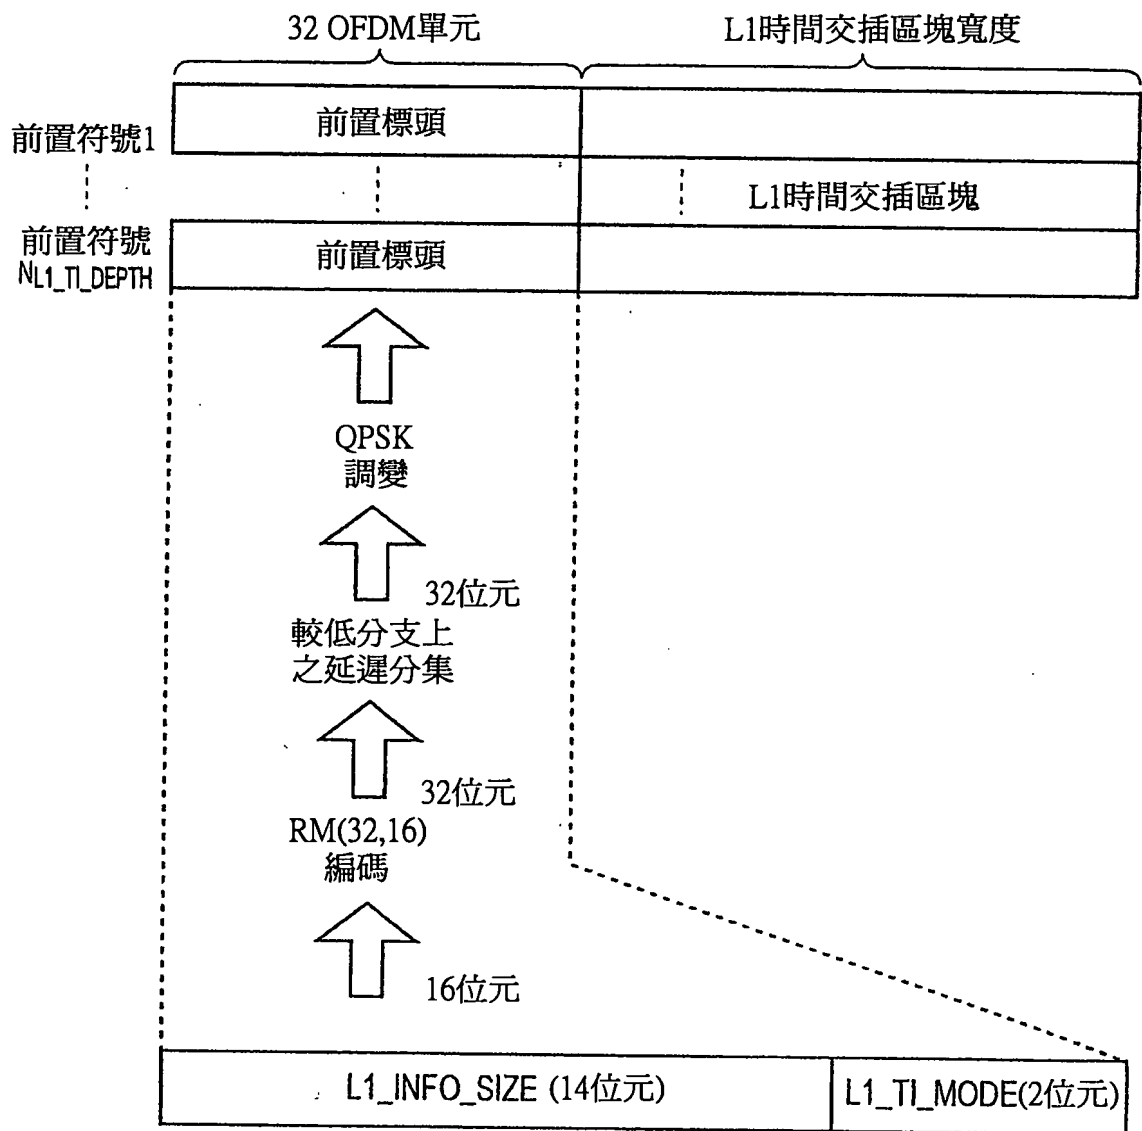 32 OFDM單元
L1時間交插區塊寬度
前置符號1
前置標頭
L1時間交插區塊
前置符號
NL1_TI_DEPTH
前置標頭
QPSK
調變
32位元
較低分支上
之延遲分集
32位元
RM(32,16)
編碼
16位元
L1_INFO_SIZE (14位元)
L1_TI_MODE(2位元)